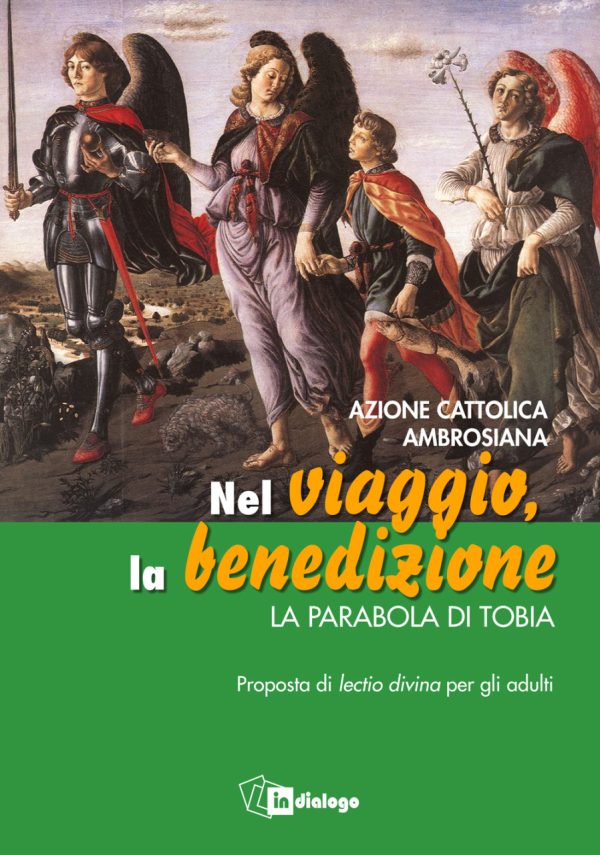 AZIONE CATTOLICA
AMBROSIANA
Nel viaggio,
la benedizione
LA PARABOLA DI TOBIA
Proposta di lectio divina per gli adulti
in dialogo